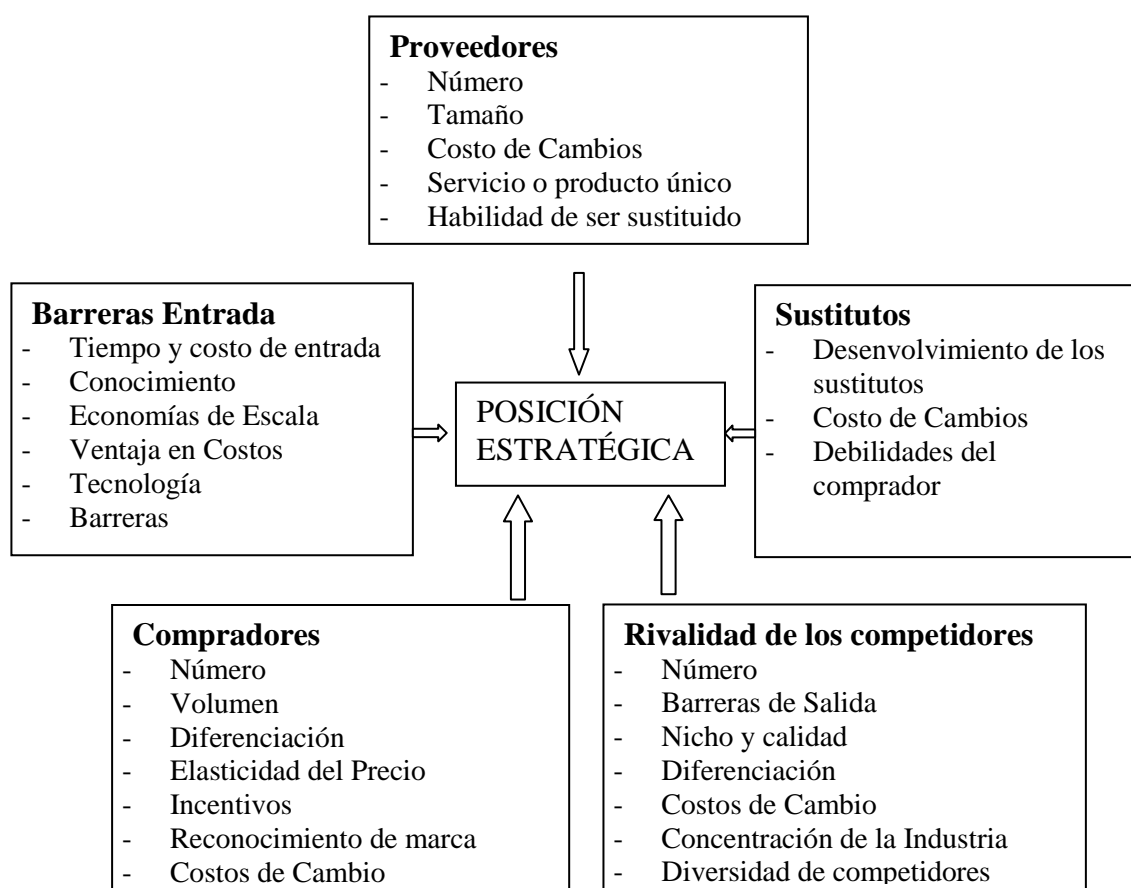 Proveedores
- Número
- Tamaño
- Costo de Cambios
- Servicio o producto único
- Habilidad de ser sustituido
Barreras Entrada
- Tiempo y costo de entrada
- Conocimiento
- Economías de Escala
- Ventaja en Costos
- Tecnología
- Barreras
POSICIÓN
ESTRATÉGICA
Sustitutos
- Desenvolvimiento de los
sustitutos
- Costo de Cambios
- Debilidades del
comprador
Compradores
- Número
- Volumen
- Diferenciación
- Elasticidad del Precio
- Incentivos
- Reconocimiento de marca
- Costos de Cambio
Rivalidad de los competidores
- Número
- Barreras de Salida
- Nicho y calidad
- Diferenciación
- Costos de Cambio
- Concentración de la Industria
- Diversidad de competidores